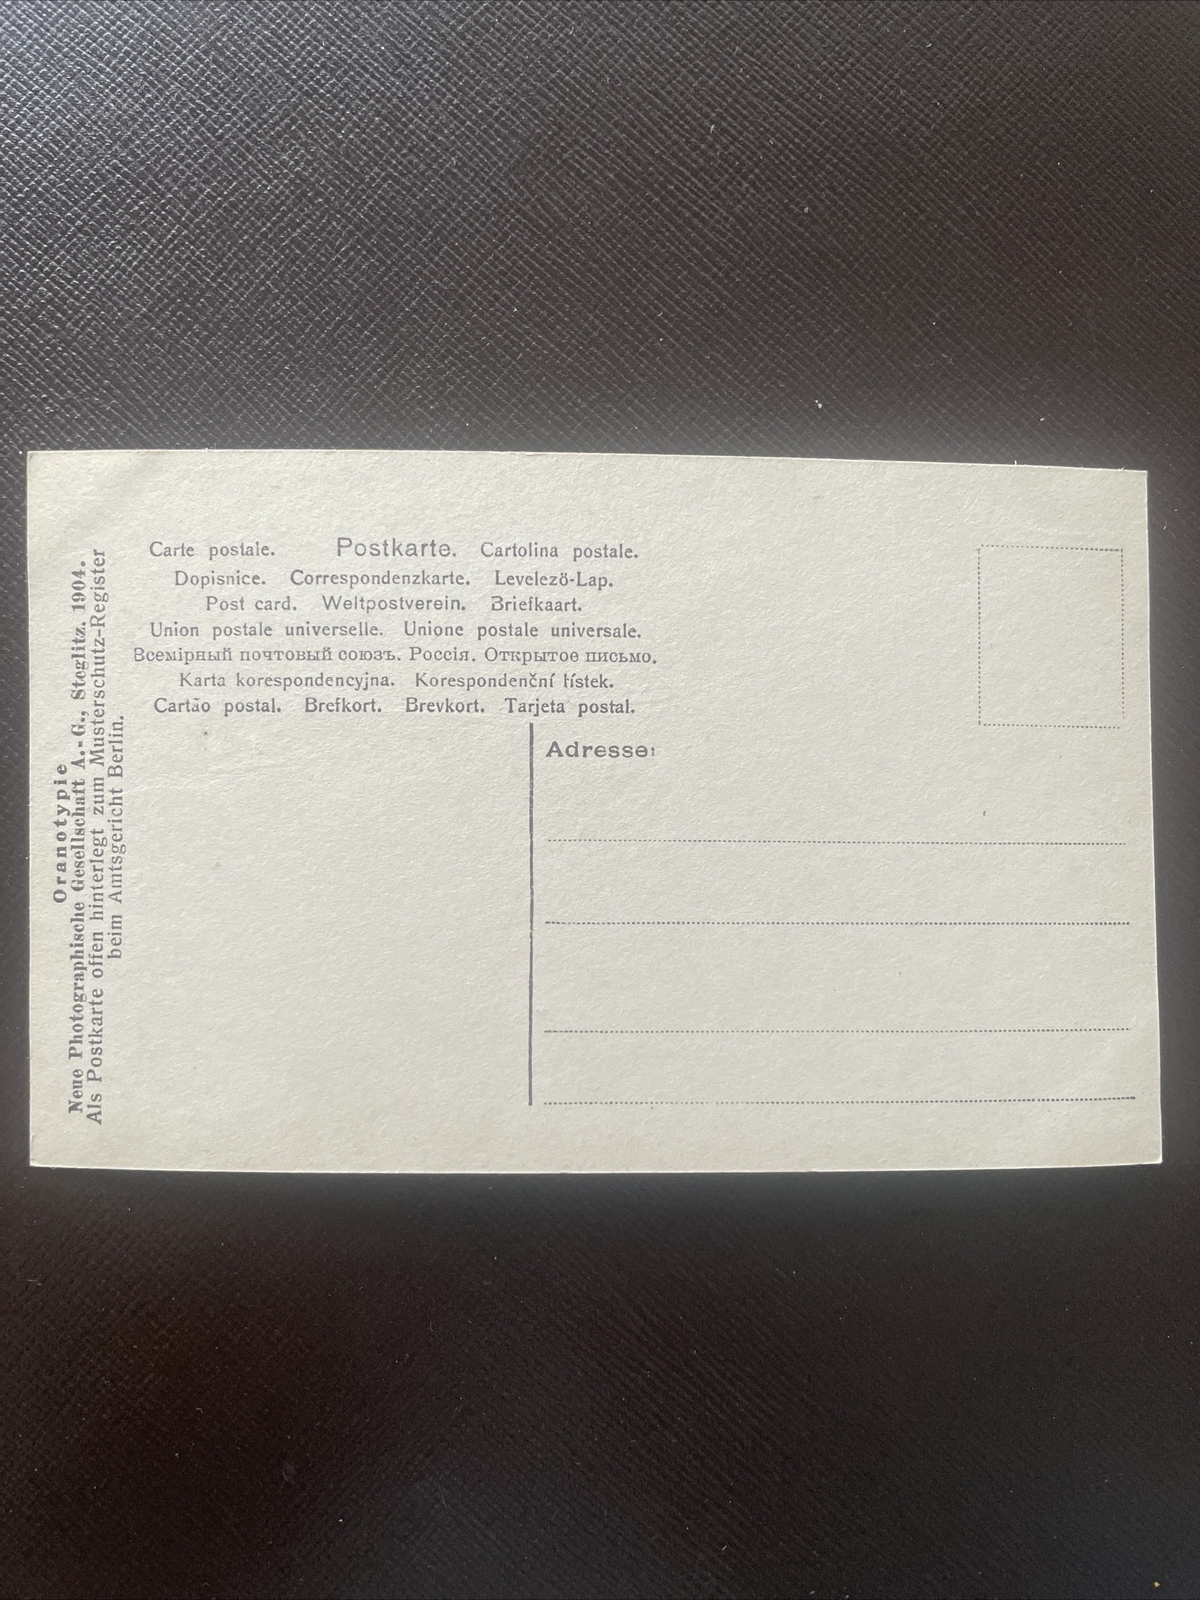 Carte postale. Postkarte. Cartolina postale.
Dopisnice. Correspondenzkarte. Levelezö-Lap.
Post card. Weltpostverein. Briefkaart.
Union postale universelle. Unione postale universale.
Всемірный почтовый союзъ. Россія. Открытое письмо.
Karta korespondencyjna. Korespondenční łístek.
Cartão postal. Brefkort. Brevkort. Tarjeta postal.
Adresse:
Oranotypie
Neue Photographische Gesellschaft A.-G., Steglitz. 1904.
Als Postkarte offen hinterlegt zum Musterschutz-Register
beim Amtsgericht Berlin.